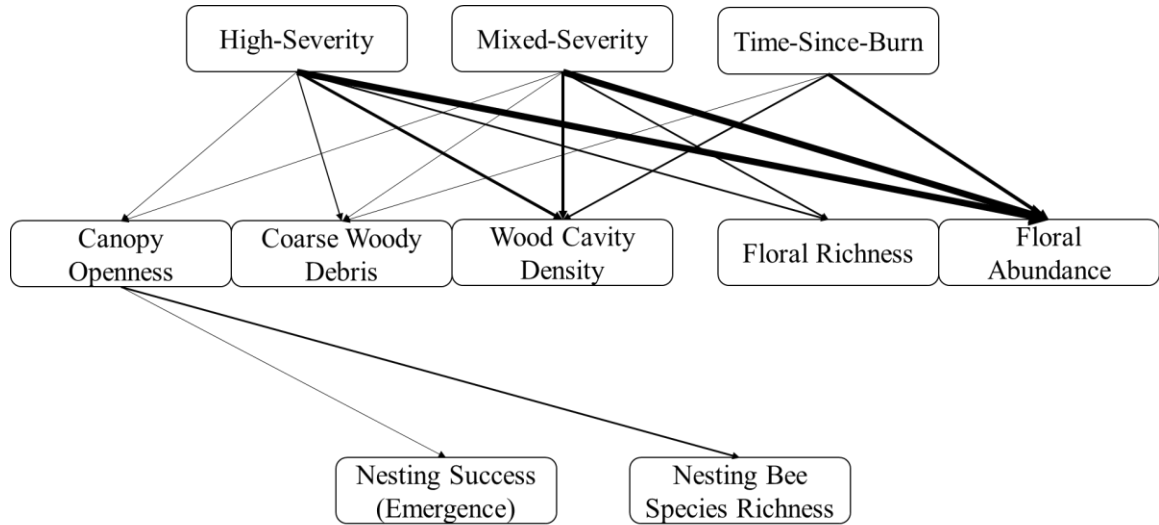 High-Severity
Mixed-Severity
Time-Since-Burn
Canopy
Openness
Coarse Woody
Debris
Wood Cavity
Density
Floral Richness
Floral
Abundance
Nesting Success
(Emergence)
Nesting Bee
Species Richness